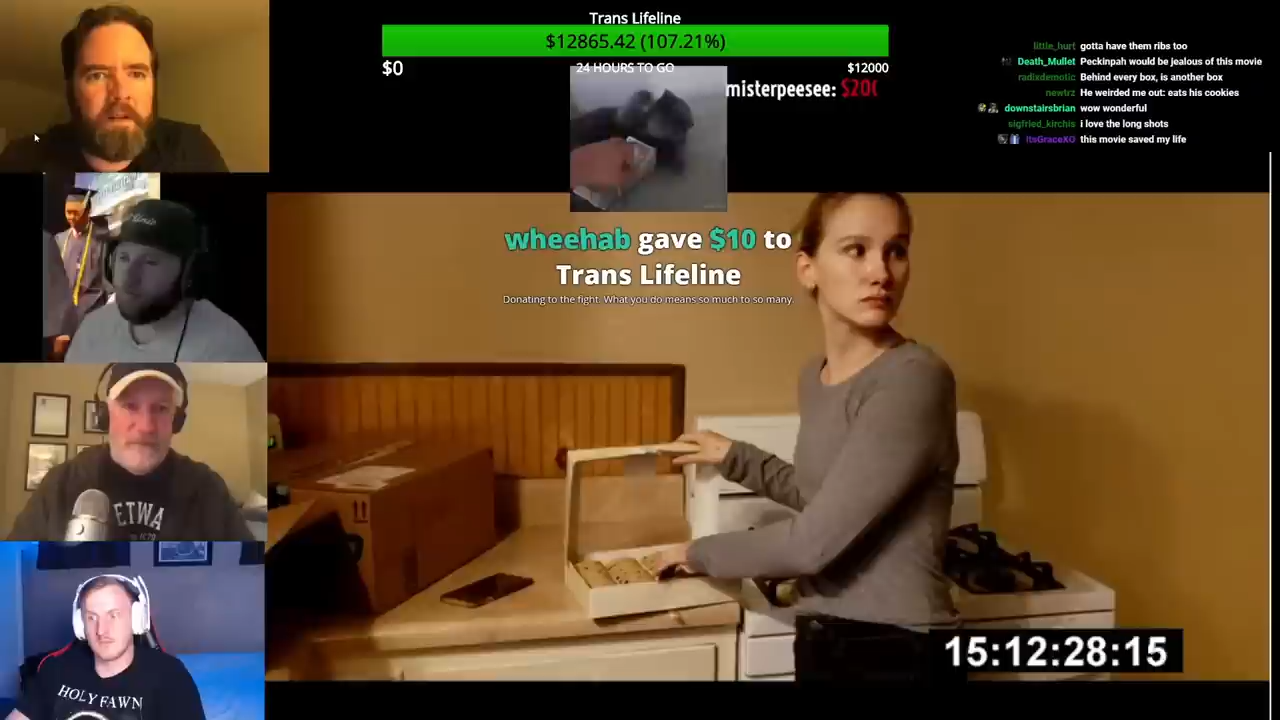 Trans Lifeline
$12865.42 (107.21%)
$0
24 HOURS TO GO
$12000
misterpeesee: $20
little_hurt gotta have them ribs too
Death_Mullet Peckinpah would be jealous of this movie
radixdemotic Behind every box, is another box
newtrz He weirded me out: eats his cookies
downstairsbrian wow wonderful
sigfried_kirchis i love the long shots
ItsGraceXO this movie saved my life
wheehab gave $10 to
Trans Lifeline
Donating to the fight. What you do means so much to so many.
ETWA
HOLY FAWN
15:12:28:15